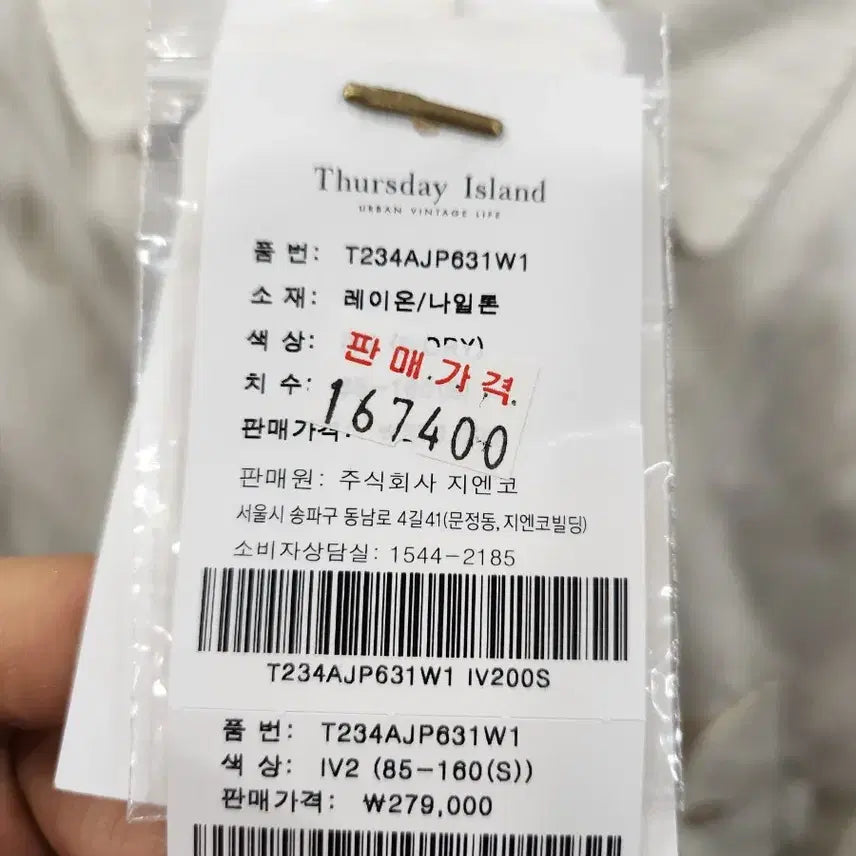 Thursday Island
URBAN VINTAGE LIFE
품 번: T234AJP631W1
소 재: 레이온/나일론
색 상:
판매가격
치 수:
167400
판매가격:
판매원: 주식회사 지엔코
서울시 송파구 동남로 4길41(문정동, 지엔코빌딩)
소비자상담실: 1544-2185
T234AJP631W1 IV200S
품 번: T234AJP631W1
색 상: IV2 (85-160(S))
판매가격: ₩279,000